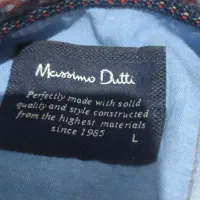 Massimo Dutti
Perfectly made with solid
quality and style constructed
from the highest materials
since 1985
L